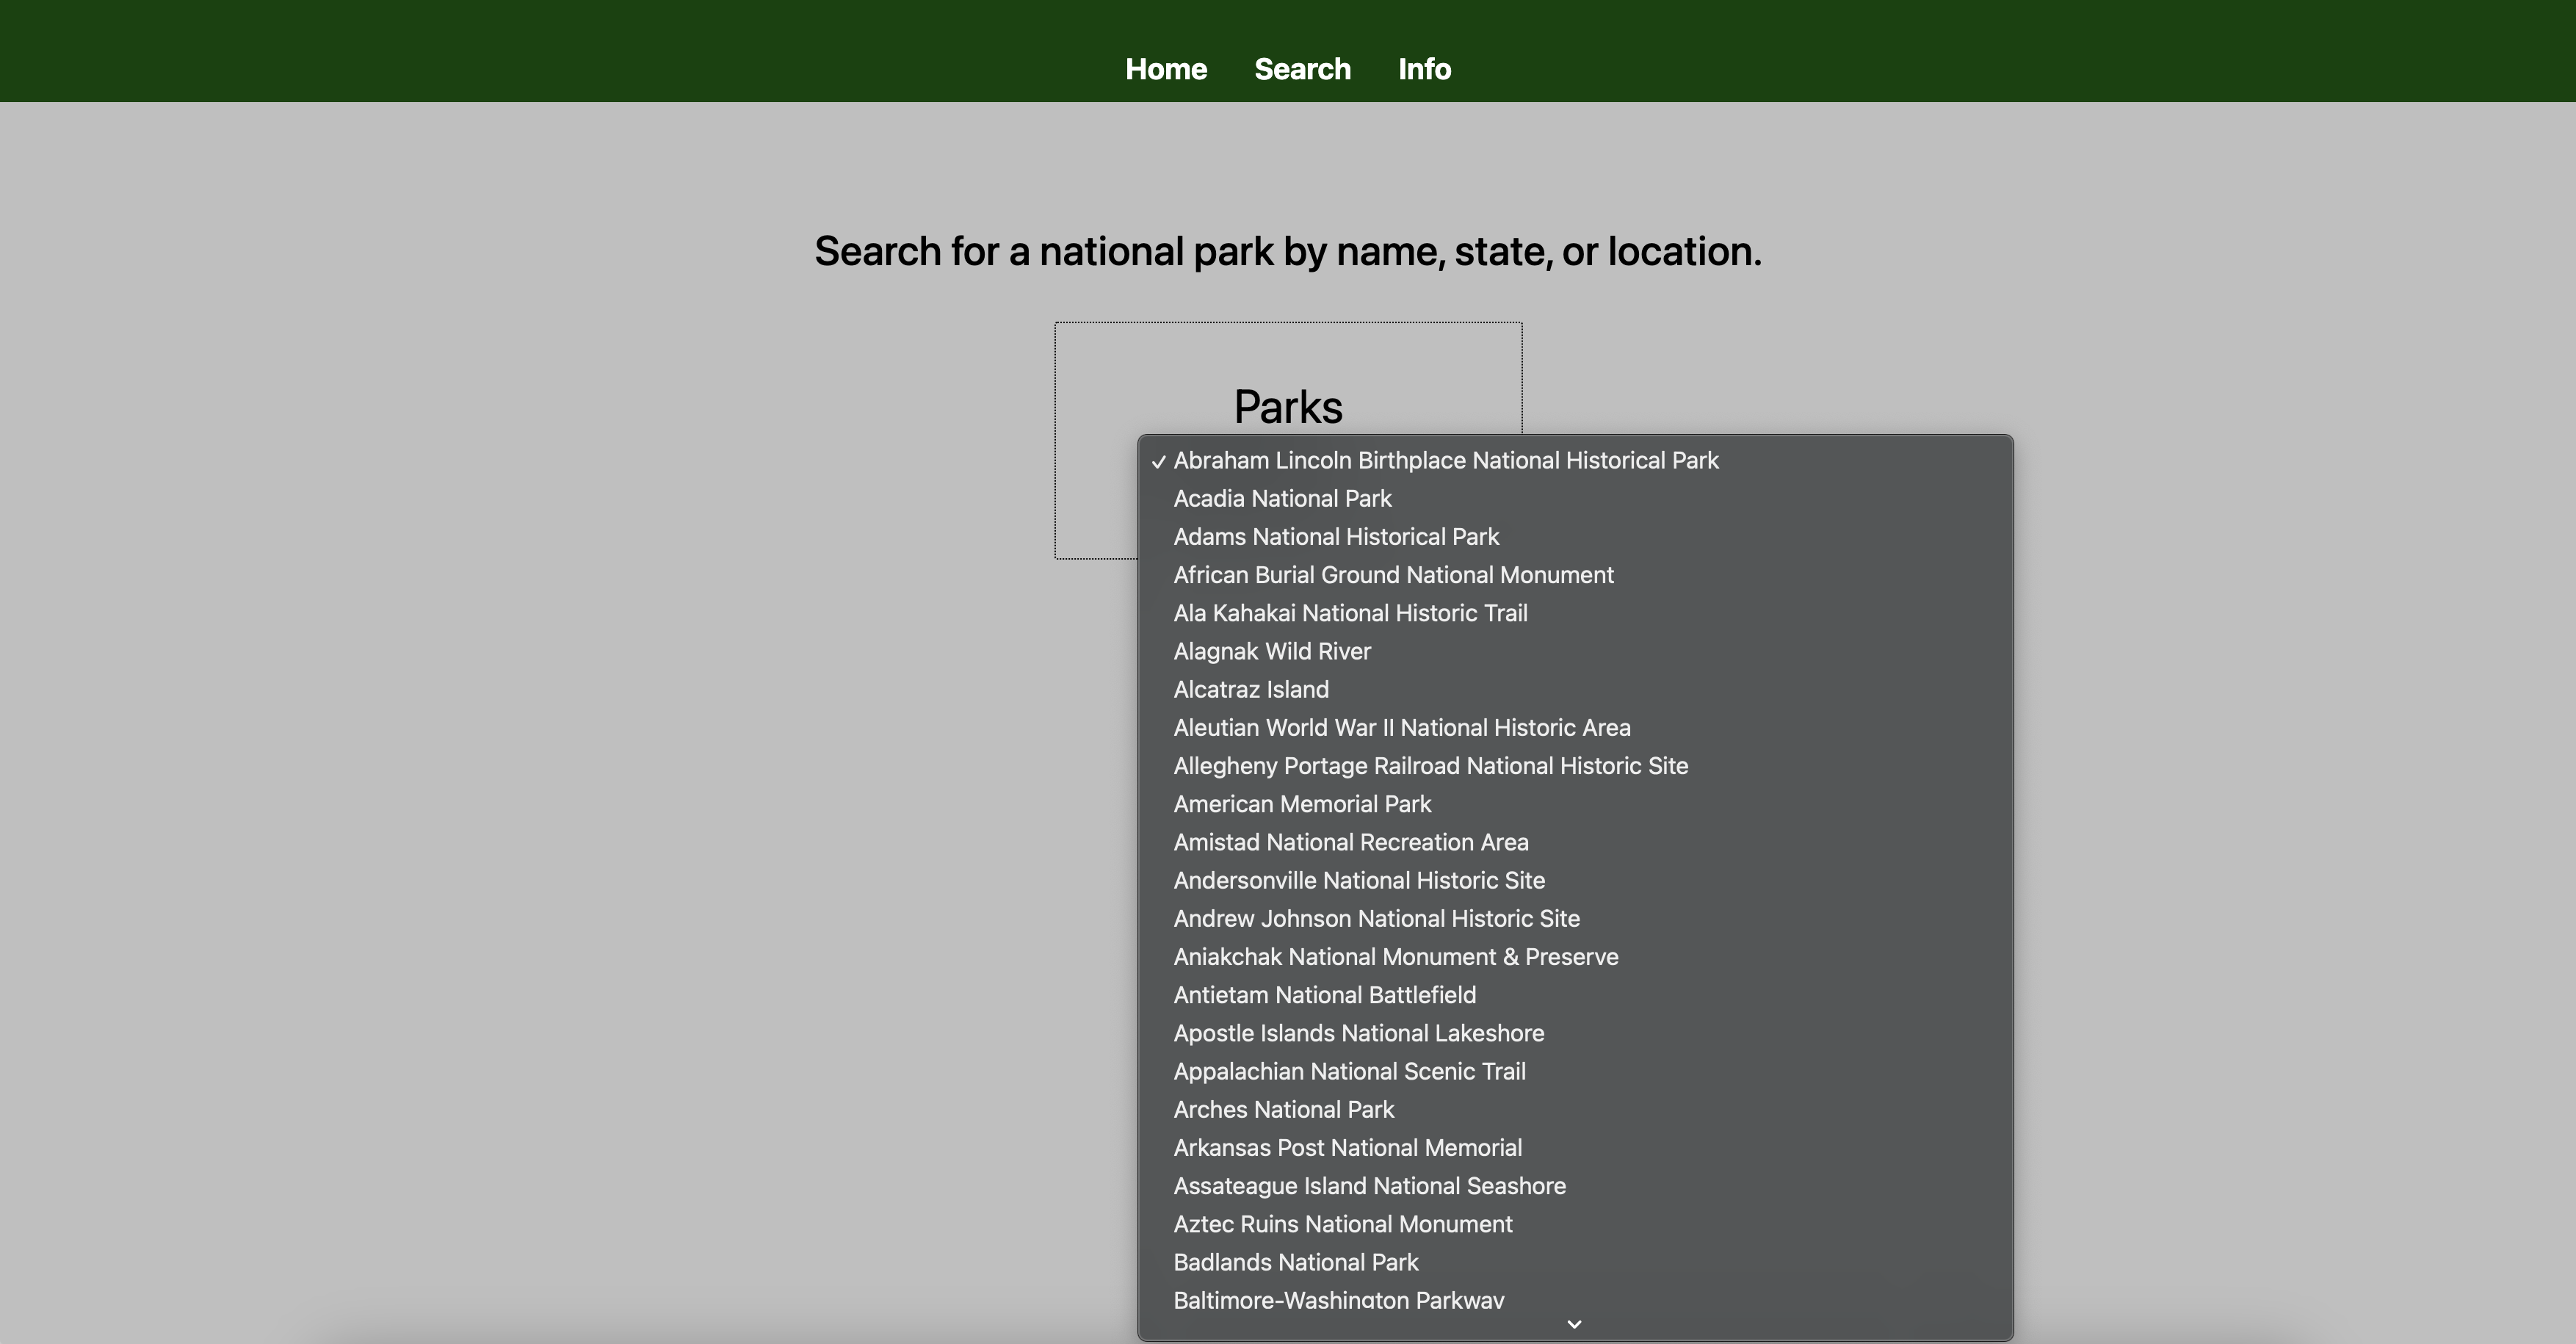 Home Search Info
Search for a national park by name, state, or location.
Parks
✓ Abraham Lincoln Birthplace National Historical Park
Acadia National Park
Adams National Historical Park
African Burial Ground National Monument
Ala Kahakai National Historic Trail
Alagnak Wild River
Alcatraz Island
Aleutian World War II National Historic Area
Allegheny Portage Railroad National Historic Site
American Memorial Park
Amistad National Recreation Area
Andersonville National Historic Site
Andrew Johnson National Historic Site
Aniakchak National Monument & Preserve
Antietam National Battlefield
Apostle Islands National Lakeshore
Appalachian National Scenic Trail
Arches National Park
Arkansas Post National Memorial
Assateague Island National Seashore
Aztec Ruins National Monument
Badlands National Park
Baltimore-Washington Parkway